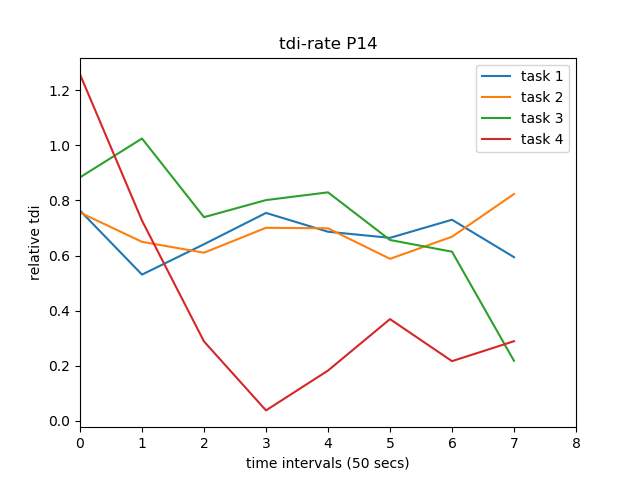 tdi-rate P14
task 1
task 2
task 3
task 4
relative tdi
1.2
1.0
0.8
0.6
0.4
0.2
0.0
0 1 2 3 4 5 6 7 8
time intervals (50 secs)